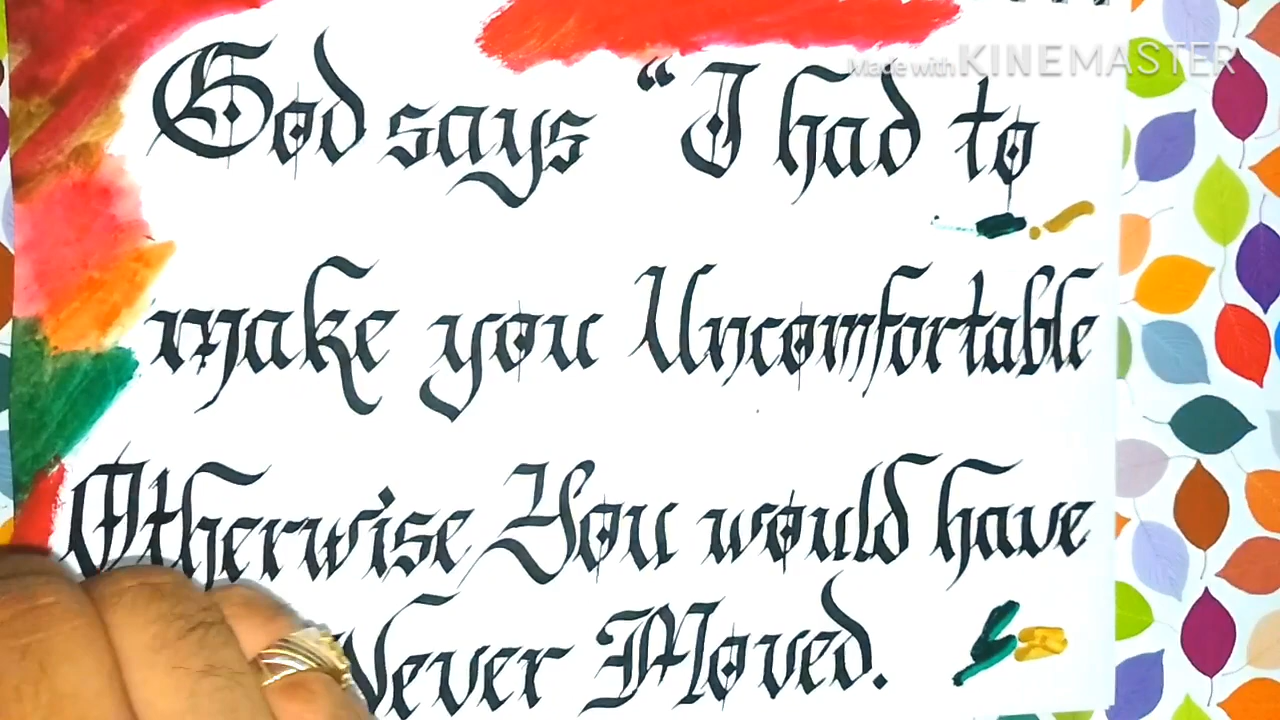 Made with KINEMASTER
God says “I had to
make you Uncomfortable
Otherwise You would have
Never Moved.